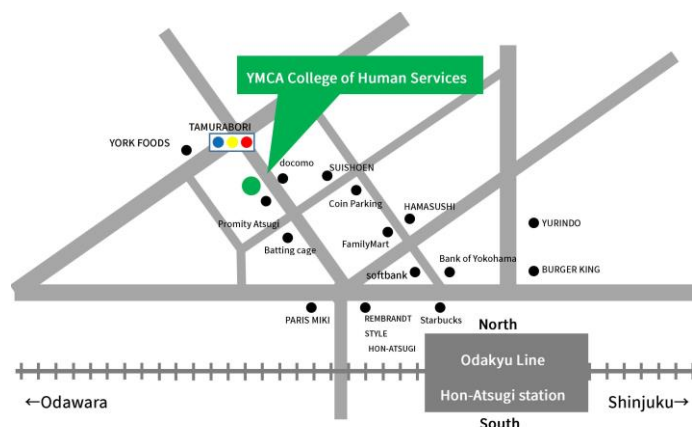 YMCA College of Human Services
TAMURABORI
YORK FOODS
docomo
SUISHOEN
Coin Parking
Promity Atsugi
HAMASUSHI
YURINDO
FamilyMart
Batting cage
softbank
Bank of Yokohama
BURGER KING
PARIS MIKI
REMBRANDT
STYLE
HON-ATSUGI
Starbucks
North
Odakyu Line
Hon-Atsugi station
←Odawara
Shinjuku→
South